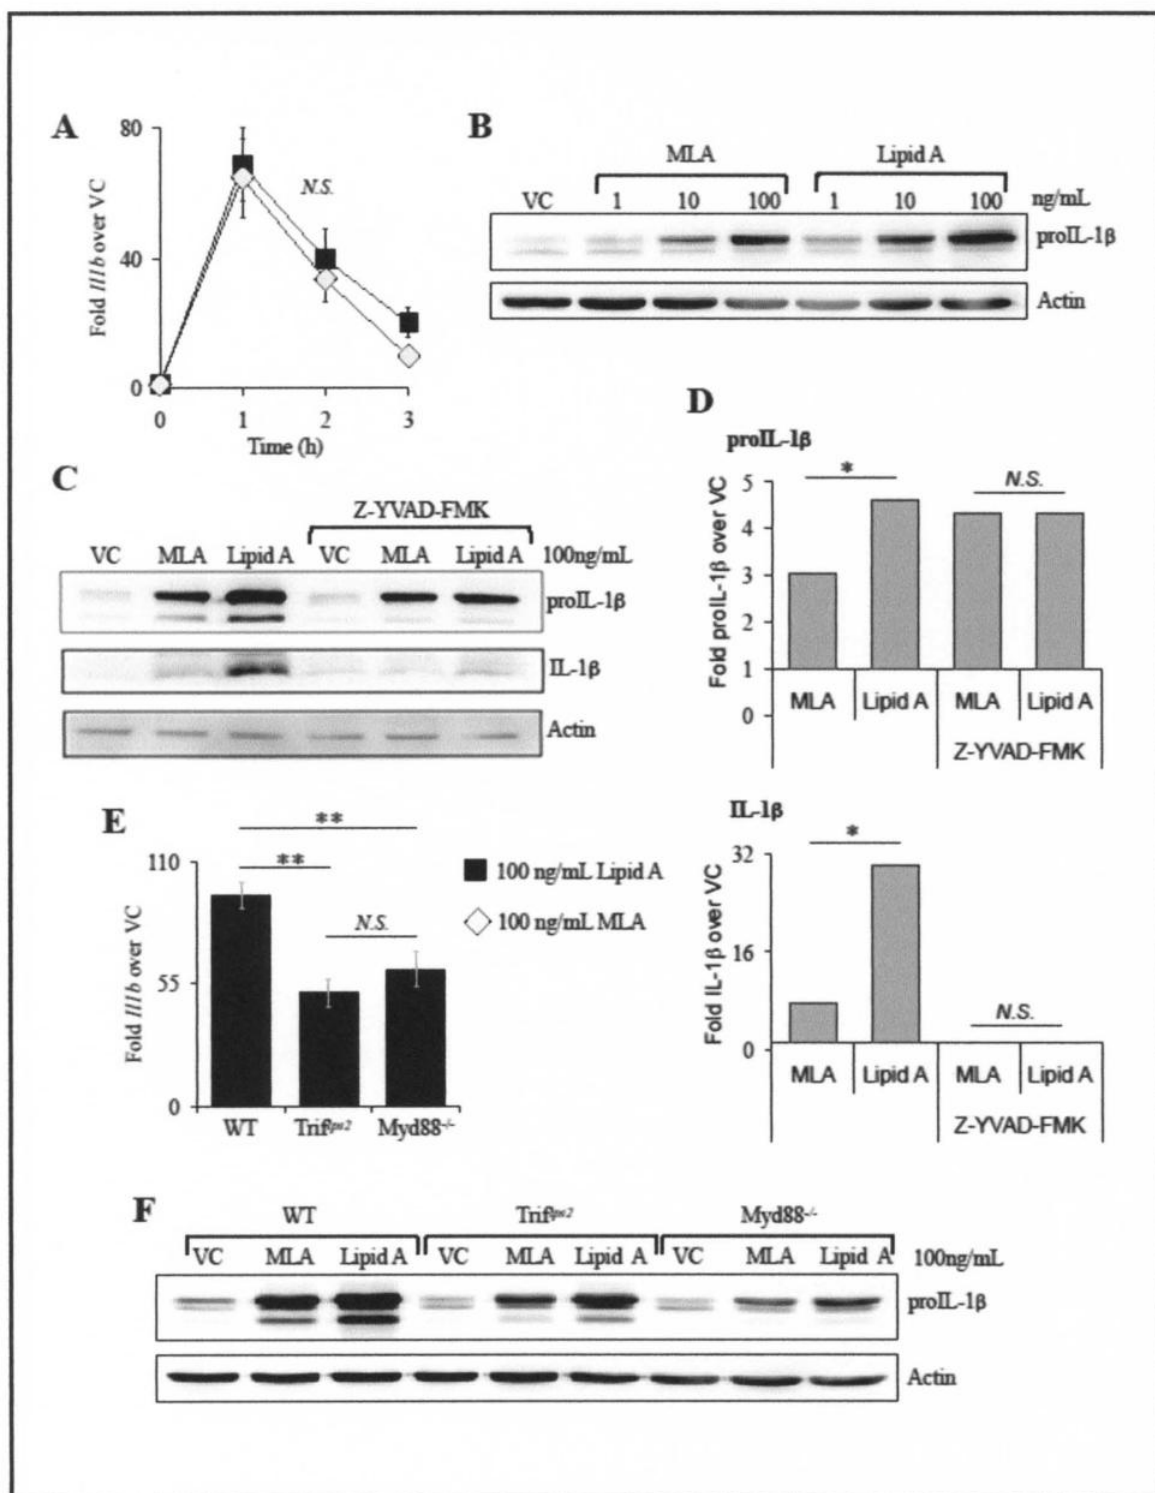 A
80
40
0
Fold Il1b over VC
N.S.
0 1 2 3
Time (h)
B
MLA Lipid A
VC 1 10 100 1 10 100 ng/mL
proIL-1β
Actin
C
Z-YVAD-FMK
VC MLA Lipid A VC MLA Lipid A 100ng/mL
proIL-1β
IL-1β
Actin
D
proIL-1β
* N.S.
5
4
3
2
1
0
Fold proIL-1β over VC
MLA Lipid A MLA Lipid A
Z-YVAD-FMK
IL-1β
* N.S.
32
16
0
Fold IL-1β over VC
MLA Lipid A MLA Lipid A
Z-YVAD-FMK
E
**
**
N.S.
110
55
0
Fold Il1b over VC
WT Trif^lps2 Myd88^-/-
100 ng/mL Lipid A
100 ng/mL MLA
F
WT Trif^lps2 Myd88^-/-
VC MLA Lipid A VC MLA Lipid A VC MLA Lipid A 100ng/mL
proIL-1β
Actin